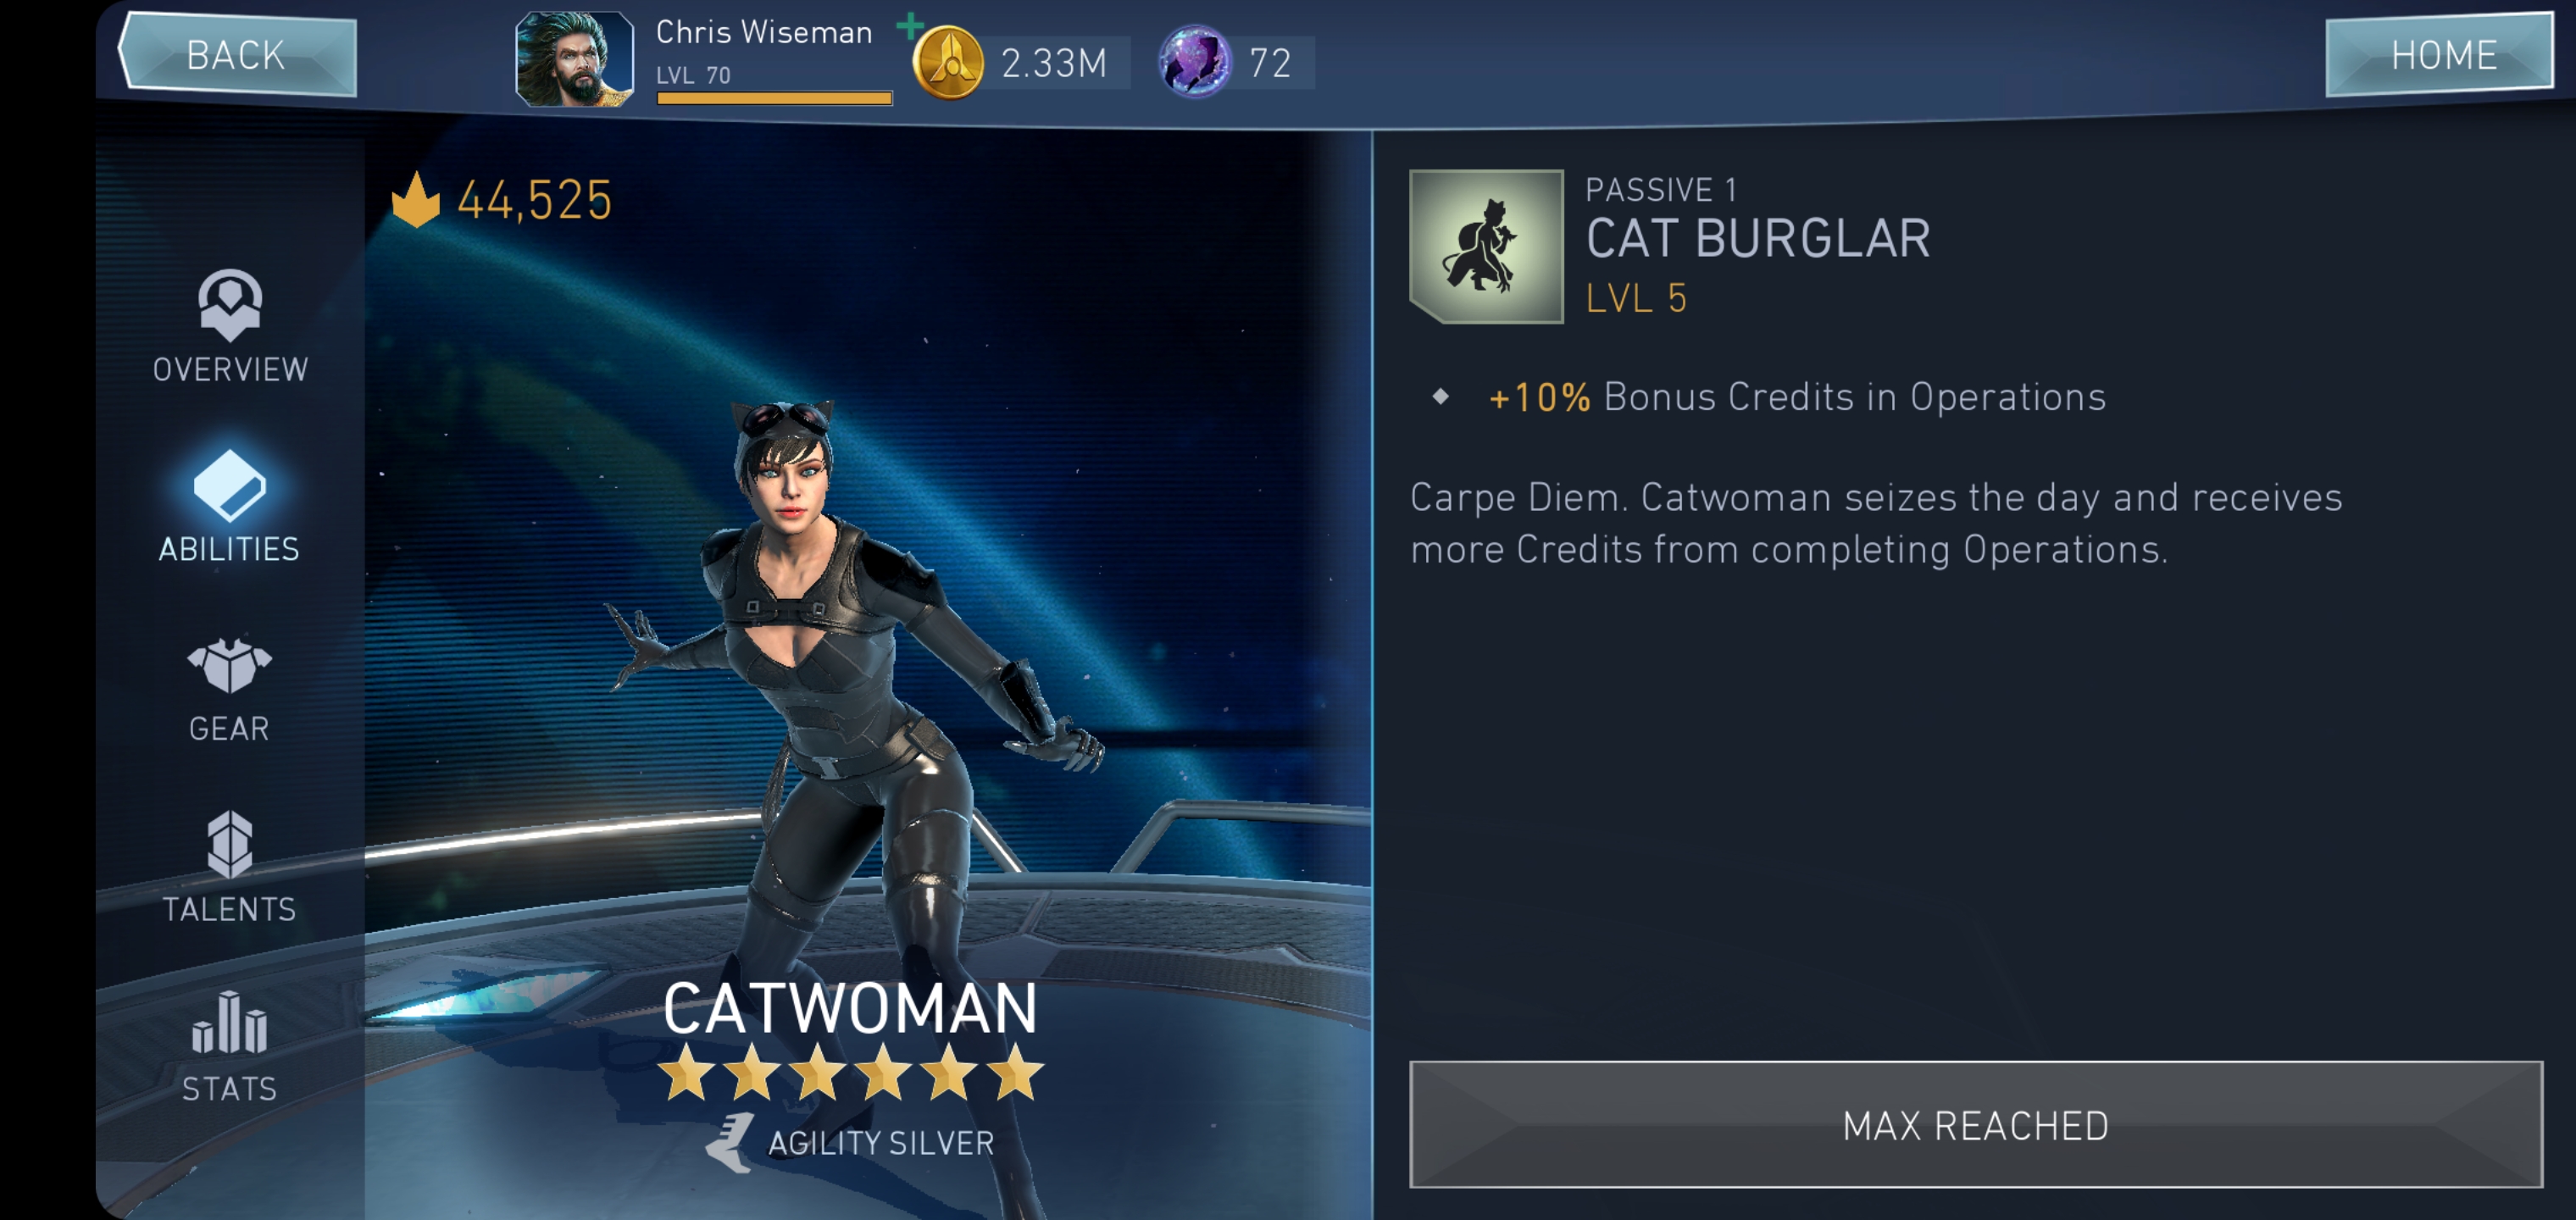 BACK
Chris Wiseman
LVL 70
2.33M
72
HOME
44,525
OVERVIEW
ABILITIES
GEAR
TALENTS
STATS
CATWOMAN
AGILITY SILVER
PASSIVE 1
CAT BURGLAR
LVL 5
+10% Bonus Credits in Operations
Carpe Diem. Catwoman seizes the day and receives
more Credits from completing Operations.
MAX REACHED